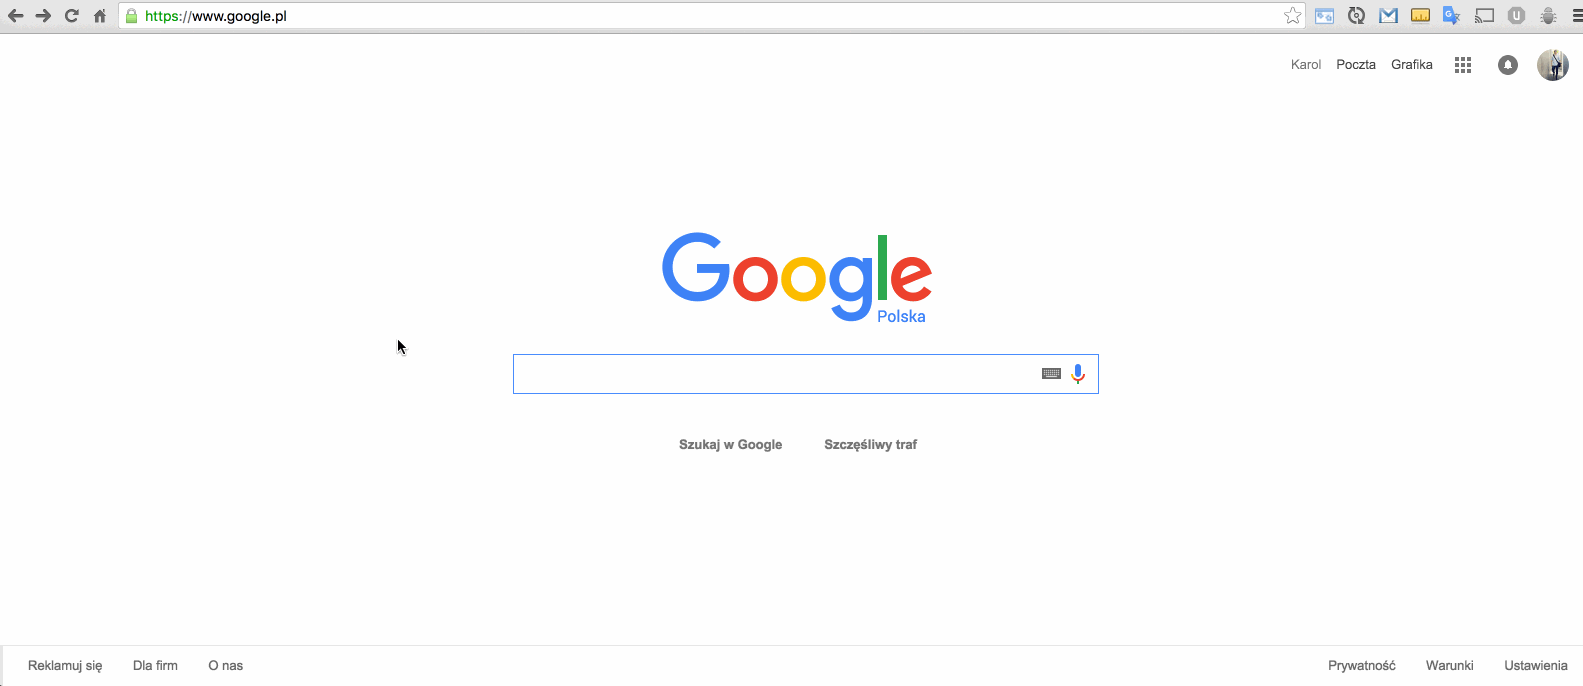 https://www.google.pl
Karol Poczta Grafika
Google
Polska
Szukaj w Google Szczęśliwy traf
Reklamuj się Dla firm O nas Prywatność Warunki Ustawienia